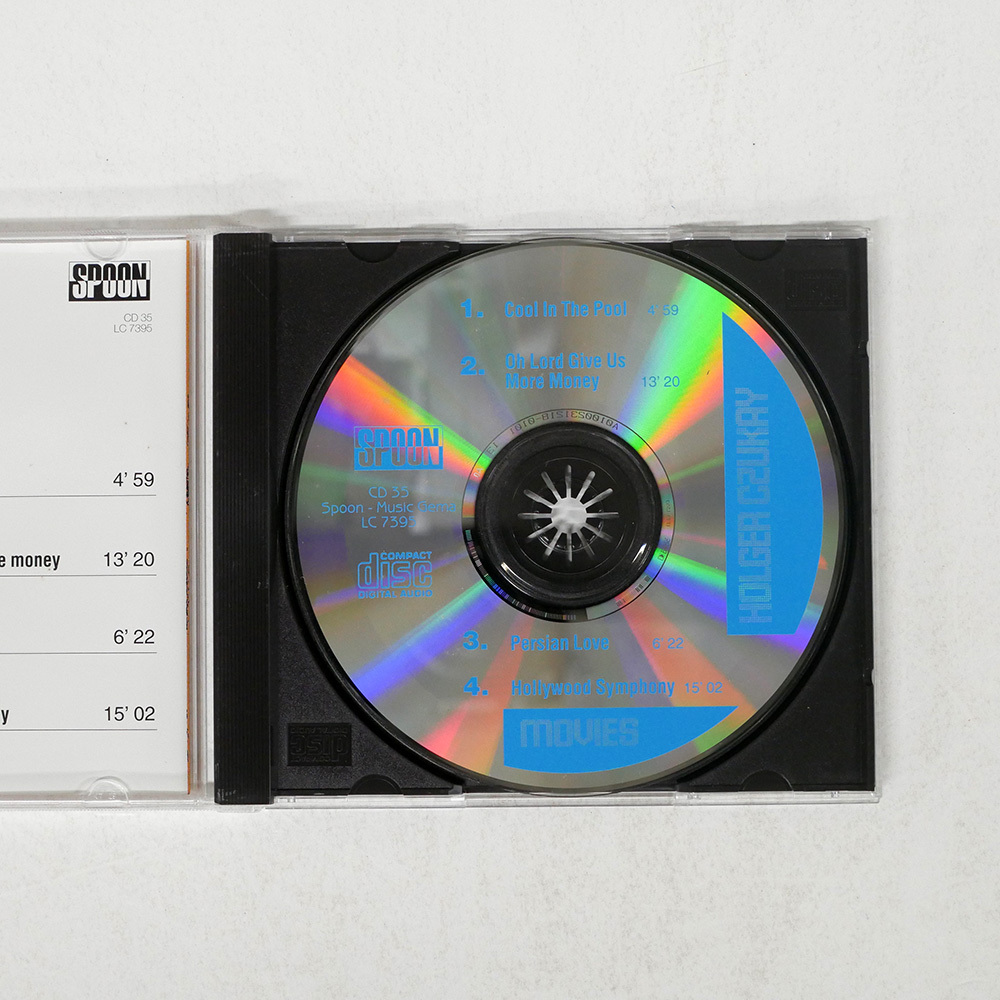 SPOON
CD 35
LC 7395
4' 59
e money 13' 20
6' 22
y 15' 02
1. Cool In The Pool 4' 59
2. Oh Lord Give Us
More Money 13' 20
SPOON
CD 35
Spoon - Music
LC 7395
COMPACT
disc
DIGITAL AUDIO
3. Persian Love 6' 22
4. Hollywood Symphony 15' 02
HOLGER CZUKAY
MOVIES